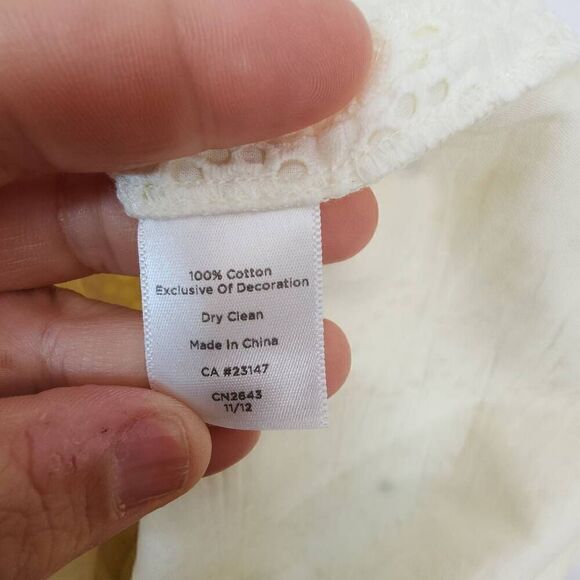 100% Cotton
Exclusive Of Decoration
Dry Clean
Made In China
CA #23147
CN2643
11/12